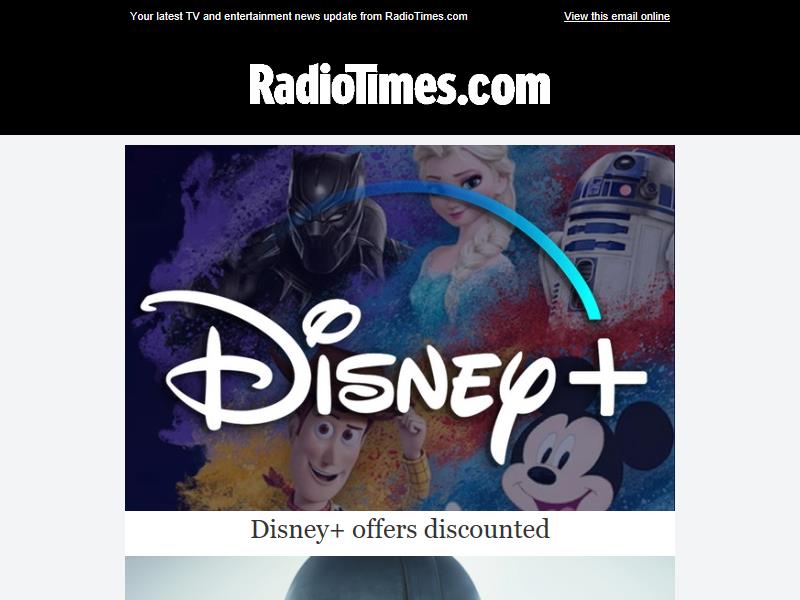 Your latest TV and entertainment news update from RadioTimes.com
View this email online
RadioTimes.com
Disney+
Disney+ offers discounted